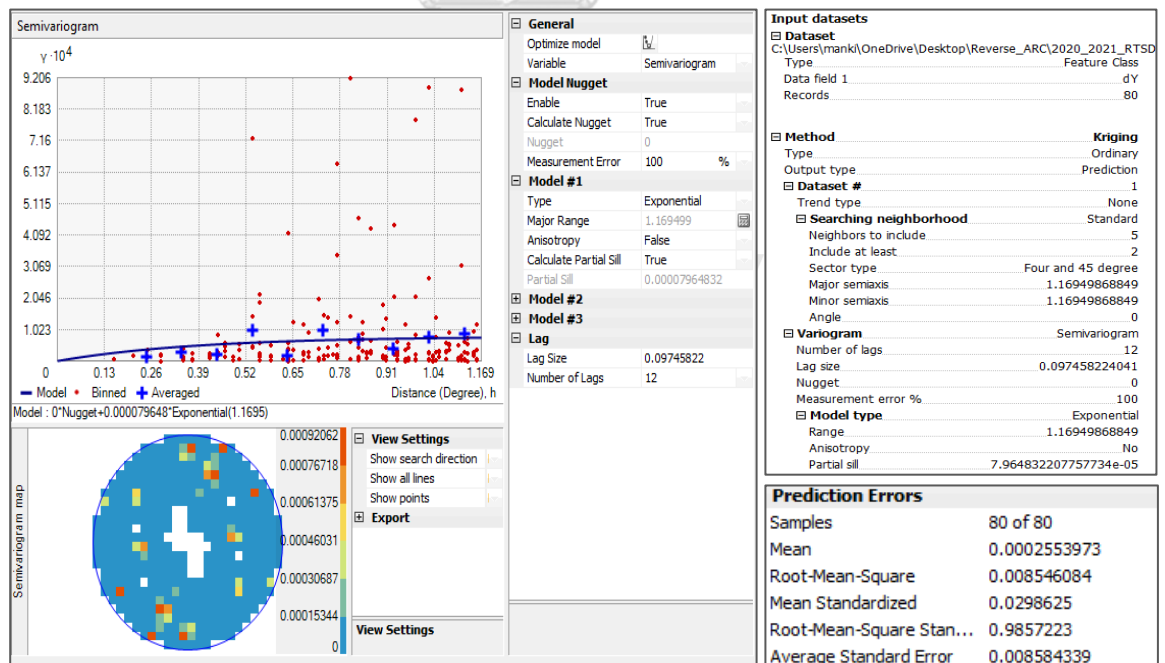 Semivariogram
γ·10⁴
9.206
8.183
7.16
6.137
5.115
4.092
3.069
2.046
1.023
0 0.13 0.26 0.39 0.52 0.65 0.78 0.91 1.04 1.169
Model Binned Averaged Distance (Degree), h
Model : 0*Nugget+0.000079648*Exponential(1.1695)
Semivariogram map
0.00092062
0.00076718
0.00061375
0.00046031
0.00030687
0.00015344
0
View Settings
Show search direction
Show all lines
Show points
Export
View Settings
General
Optimize model
Variable Semivariogram
Model Nugget
Enable True
Calculate Nugget True
Nugget 0
Measurement Error 100 %
Model #1
Type Exponential
Major Range 1.169499
Anisotropy False
Calculate Partial Sill True
Partial Sill 0.00007964832
Model #2
Model #3
Lag
Lag Size 0.09745822
Number of Lags 12
Input datasets
Dataset
C:\Users\manki\OneDrive\Desktop\Reverse_ARC\2020_2021_RTSD
Type Feature Class
Data field 1 dY
Records 80
Method Kriging
Type Ordinary
Output type Prediction
Dataset # 1
Trend type None
Searching neighborhood Standard
Neighbors to include 5
Include at least 2
Sector type Four and 45 degree
Major semiaxis 1.16949868849
Minor semiaxis 1.16949868849
Angle 0
Variogram Semivariogram
Number of lags 12
Lag size 0.097458224041
Nugget 0
Measurement error % 100
Model type Exponential
Range 1.16949868849
Anisotropy No
Partial sill 7.964832207757734e-05
Prediction Errors
Samples 80 of 80
Mean 0.0002553973
Root-Mean-Square 0.008546084
Mean Standardized 0.0298625
Root-Mean-Square Stan... 0.9857223
Average Standard Error 0.008584339